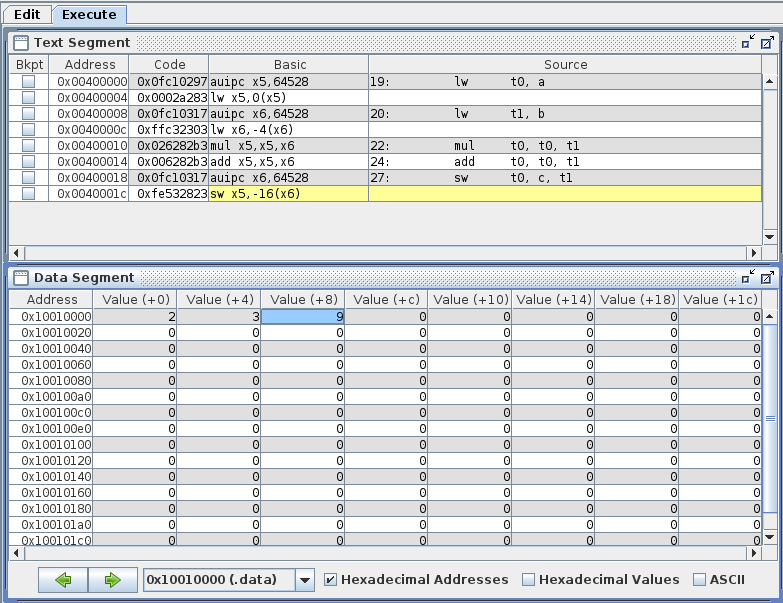 Edit Execute
Text Segment
Bkpt Address Code Basic Source
0x00400000 0x0fc10297 auipc x5,64528 19: lw t0, a
0x00400004 0x0002a283 lw x5,0(x5)
0x00400008 0x0fc10317 auipc x6,64528 20: lw t1, b
0x0040000c 0xffc32303 lw x6,-4(x6)
0x00400010 0x026282b3 mul x5,x5,x6 22: mul t0, t0, t1
0x00400014 0x006282b3 add x5,x5,x6 24: add t0, t0, t1
0x00400018 0x0fc10317 auipc x6,64528 27: sw t0, c, t1
0x0040001c 0xfe532823 sw x5,-16(x6)
Data Segment
Address Value (+0) Value (+4) Value (+8) Value (+c) Value (+10) Value (+14) Value (+18) Value (+1c)
0x10010000 2 3 9 0 0 0 0 0
0x10010020 0 0 0 0 0 0 0 0
0x10010040 0 0 0 0 0 0 0 0
0x10010060 0 0 0 0 0 0 0 0
0x10010080 0 0 0 0 0 0 0 0
0x100100a0 0 0 0 0 0 0 0 0
0x100100c0 0 0 0 0 0 0 0 0
0x100100e0 0 0 0 0 0 0 0 0
0x10010100 0 0 0 0 0 0 0 0
0x10010120 0 0 0 0 0 0 0 0
0x10010140 0 0 0 0 0 0 0 0
0x10010160 0 0 0 0 0 0 0 0
0x10010180 0 0 0 0 0 0 0 0
0x100101a0 0 0 0 0 0 0 0 0
0x100101c0 0 0 0 0 0 0 0 0
0x10010000 (.data) Hexadecimal Addresses Hexadecimal Values ASCII